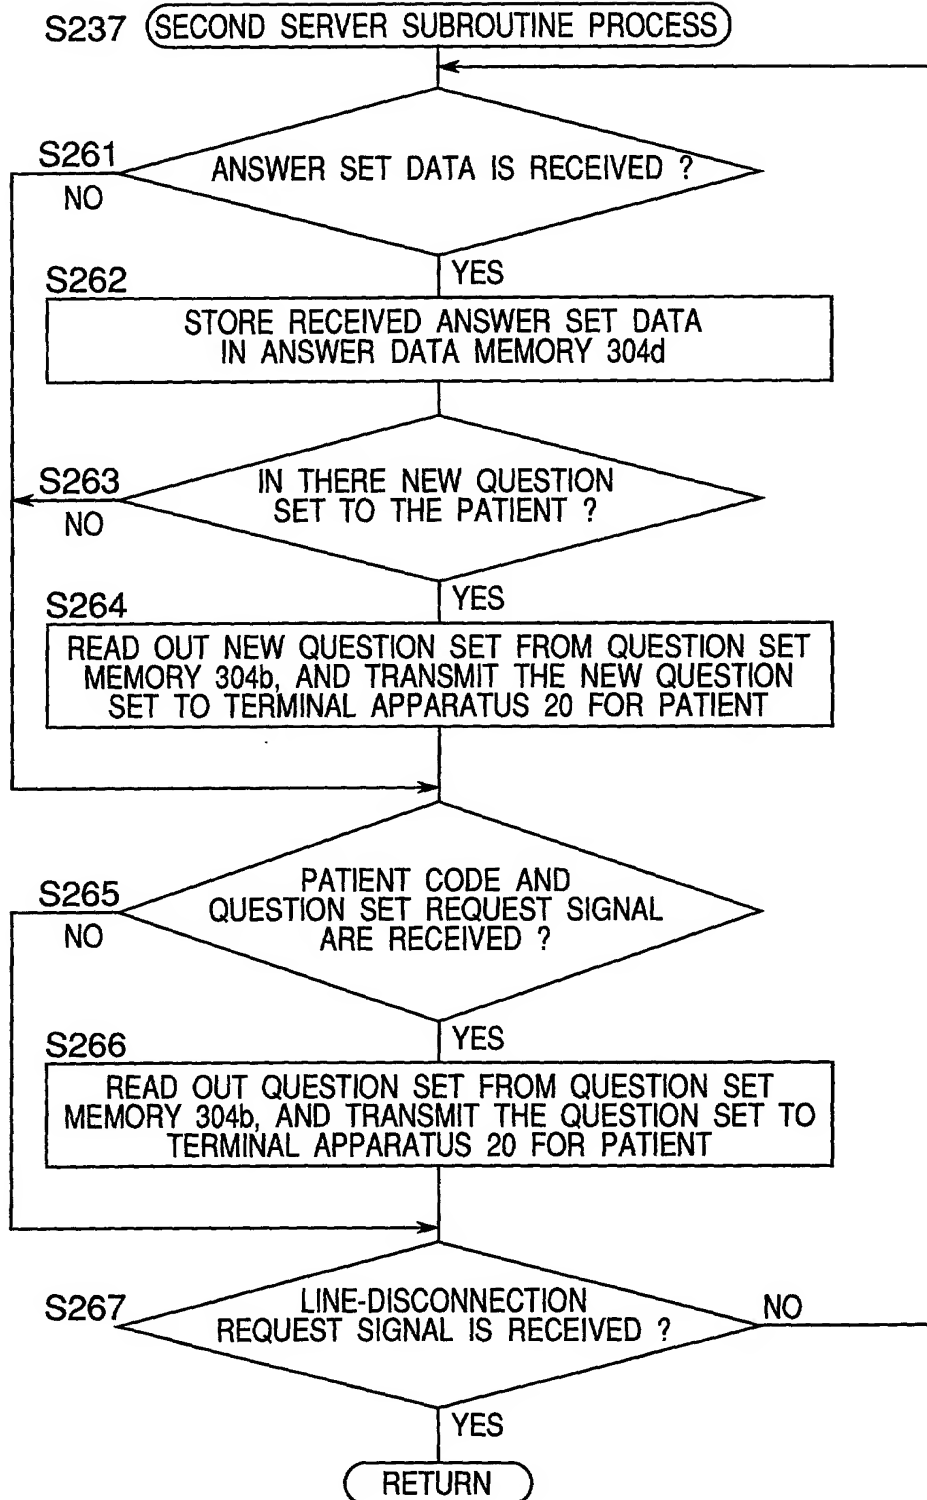 S237 SECOND SERVER SUBROUTINE PROCESS
S261
ANSWER SET DATA IS RECEIVED ?
NO
YES
S262
STORE RECEIVED ANSWER SET DATA
IN ANSWER DATA MEMORY 304d
S263
IN THERE NEW QUESTION
SET TO THE PATIENT ?
NO
YES
S264
READ OUT NEW QUESTION SET FROM QUESTION SET
MEMORY 304b, AND TRANSMIT THE NEW QUESTION
SET TO TERMINAL APPARATUS 20 FOR PATIENT
S265
PATIENT CODE AND
QUESTION SET REQUEST SIGNAL
ARE RECEIVED ?
NO
YES
S266
READ OUT QUESTION SET FROM QUESTION SET
MEMORY 304b, AND TRANSMIT THE QUESTION SET TO
TERMINAL APPARATUS 20 FOR PATIENT
S267
LINE-DISCONNECTION
REQUEST SIGNAL IS RECEIVED ?
NO
YES
RETURN